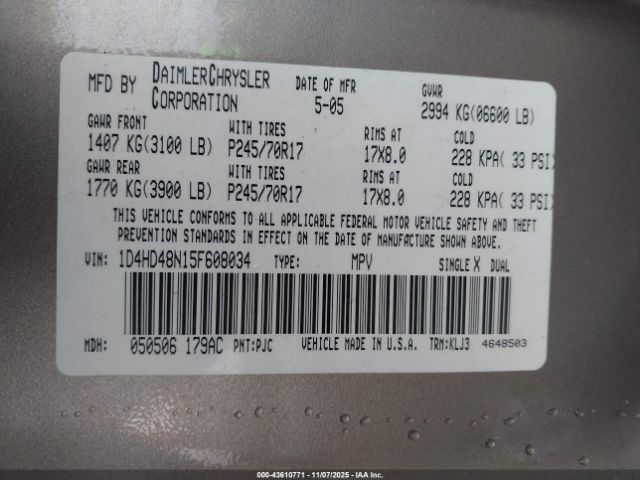 MFD BY DAIMLERCHRYSLER CORPORATION DATE OF MFR 5-05 GVWR 2994 KG(06600 LB)
GAWR FRONT WITH TIRES RIMS AT COLD
1407 KG(3100 LB) P245/70R17 17X8.0 228 KPA( 33 PSI)
GAWR REAR WITH TIRES RIMS AT COLD
1770 KG(3900 LB) P245/70R17 17X8.0 228 KPA( 33 PSI)
THIS VEHICLE CONFORMS TO ALL APPLICABLE FEDERAL MOTOR VEHICLE SAFETY AND THEFT
PREVENTION STANDARDS IN EFFECT ON THE DATE OF MANUFACTURE SHOWN ABOVE.
VIN: 1D4HD48N15F608034 TYPE: MPV SINGLE X DUAL
MDH: 050506 179AC PNT:PJC VEHICLE MADE IN U.S.A. TRM:KLJ3 4648503
000-43610771 - 11/07/2025 - IAA Inc.